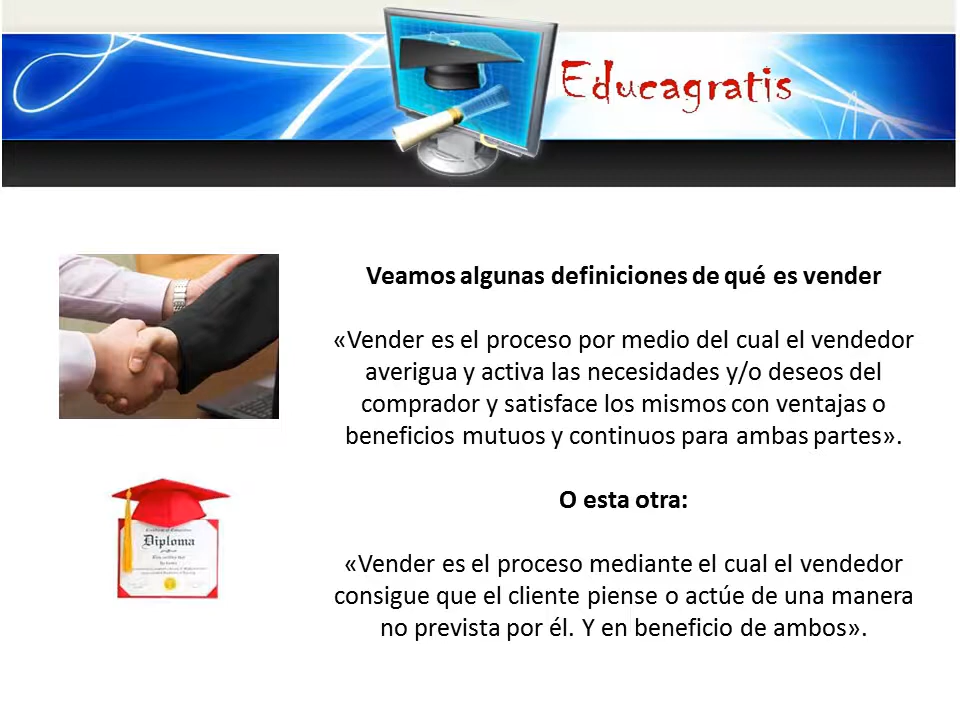 Educagratis
Veamos algunas definiciones de qué es vender
«Vender es el proceso por medio del cual el vendedor
averigua y activa las necesidades y/o deseos del
comprador y satisface los mismos con ventajas o
beneficios mutuos y continuos para ambas partes».
O esta otra:
Diploma
«Vender es el proceso mediante el cual el vendedor
consigue que el cliente piense o actúe de una manera
no prevista por él. Y en beneficio de ambos».